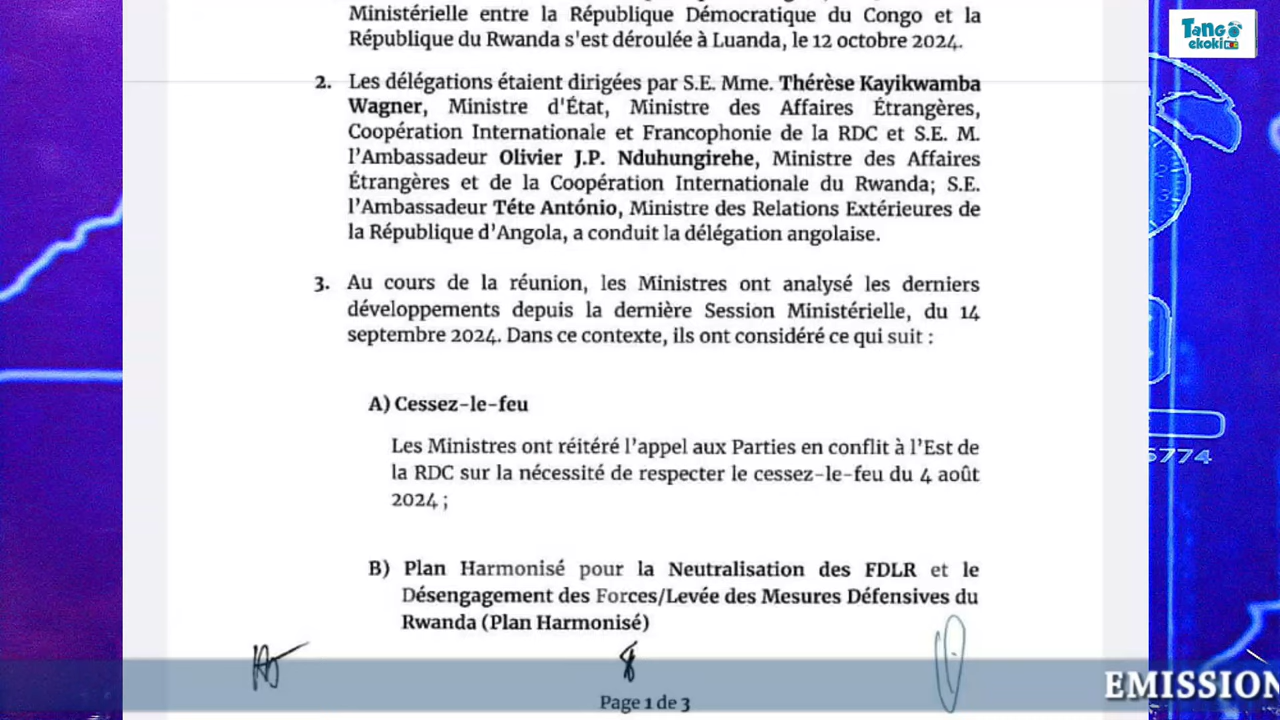 Ministérielle entre la République Démocratique du Congo et la
République du Rwanda s'est déroulée à Luanda, le 12 octobre 2024.
2. Les délégations étaient dirigées par S.E. Mme. Thérèse Kayikwamba
Wagner, Ministre d'État, Ministre des Affaires Étrangères,
Coopération Internationale et Francophonie de la RDC et S.E. M.
l'Ambassadeur Olivier J.P. Nduhungirehe, Ministre des Affaires
Étrangères et de la Coopération Internationale du Rwanda; S.E.
l'Ambassadeur Téte António, Ministre des Relations Extérieures de
la République d'Angola, a conduit la délégation angolaise.
3. Au cours de la réunion, les Ministres ont analysé les derniers
développements depuis la dernière Session Ministérielle, du 14
septembre 2024. Dans ce contexte, ils ont considéré ce qui suit :
A) Cessez-le-feu
Les Ministres ont réitéré l'appel aux Parties en conflit à l'Est de
la RDC sur la nécessité de respecter le cessez-le-feu du 4 août
2024 ;
B) Plan Harmonisé pour la Neutralisation des FDLR et le
Désengagement des Forces/Levée des Mesures Défensives du
Rwanda (Plan Harmonisé)
Page 1 de 3
Tango
ekoki
EMISSION
5774